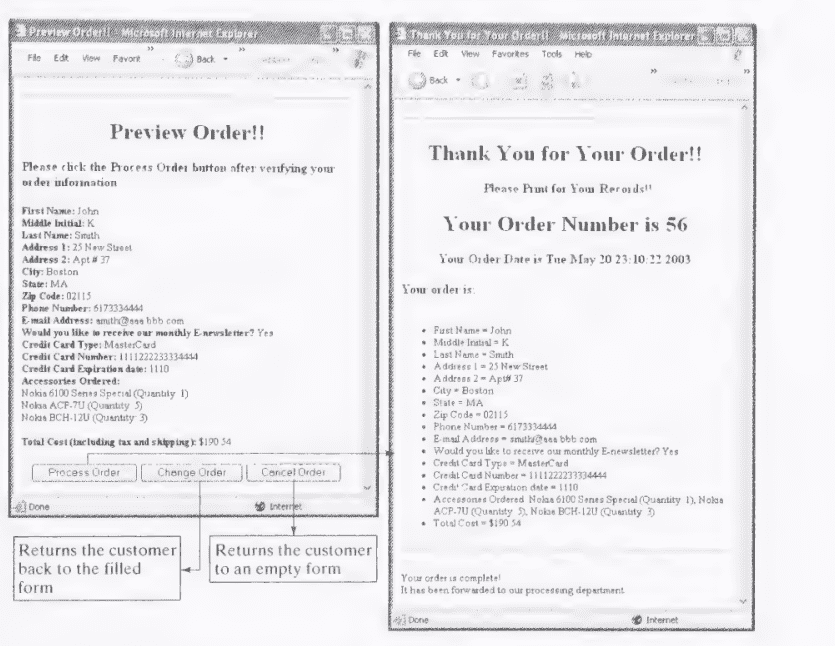 Preview Order!! - Microsoft Internet Explorer
File Edit View Favorit »
Back » »
Preview Order!!
Please click the Process Order button after verifying your
order information
First Name: John
Middle Initial: K
Last Name: Smith
Address 1: 25 New Street
Address 2: Apt # 37
City: Boston
State: MA
Zip Code: 02115
Phone Number: 6173334444
E-mail Address: smith@aaa.bbb.com
Would you like to receive our monthly E-newsletter? Yes
Credit Card Type: MasterCard
Credit Card Number: 1111222233334444
Credit Card Expiration date: 1110
Accessories Ordered:
Nokia 6100 Series Special (Quantity: 1)
Nokia ACP-7U (Quantity: 5)
Nokia BCH-12U (Quantity: 3)
Total Cost (including tax and shipping): $190.54
Process Order Change Order Cancel Order
Done Internet
Returns the customer
back to the filled
form
Returns the customer
to an empty form
Thank You for Your Order!! - Microsoft Internet Explorer
File Edit View Favorites Tools Help
Back » »
Thank You for Your Order!!
Please Print for Your Records!!
Your Order Number is 56
Your Order Date is Tue May 20 23:10:22 2003
Your order is:
• First Name = John
• Middle Initial = K
• Last Name = Smith
• Address 1 = 25 New Street
• Address 2 = Apt# 37
• City = Boston
• State = MA
• Zip Code = 02115
• Phone Number = 6173334444
• E-mail Address = smith@aaa.bbb.com
• Would you like to receive our monthly E-newsletter? Yes
• Credit Card Type = MasterCard
• Credit Card Number = 1111222233334444
• Credit Card Expiration date = 1110
• Accessories Ordered: Nokia 6100 Series Special (Quantity: 1), Nokia
ACP-7U (Quantity: 5), Nokia BCH-12U (Quantity: 3)
• Total Cost = $190.54
Your order is complete!
It has been forwarded to our processing department.
Done Internet